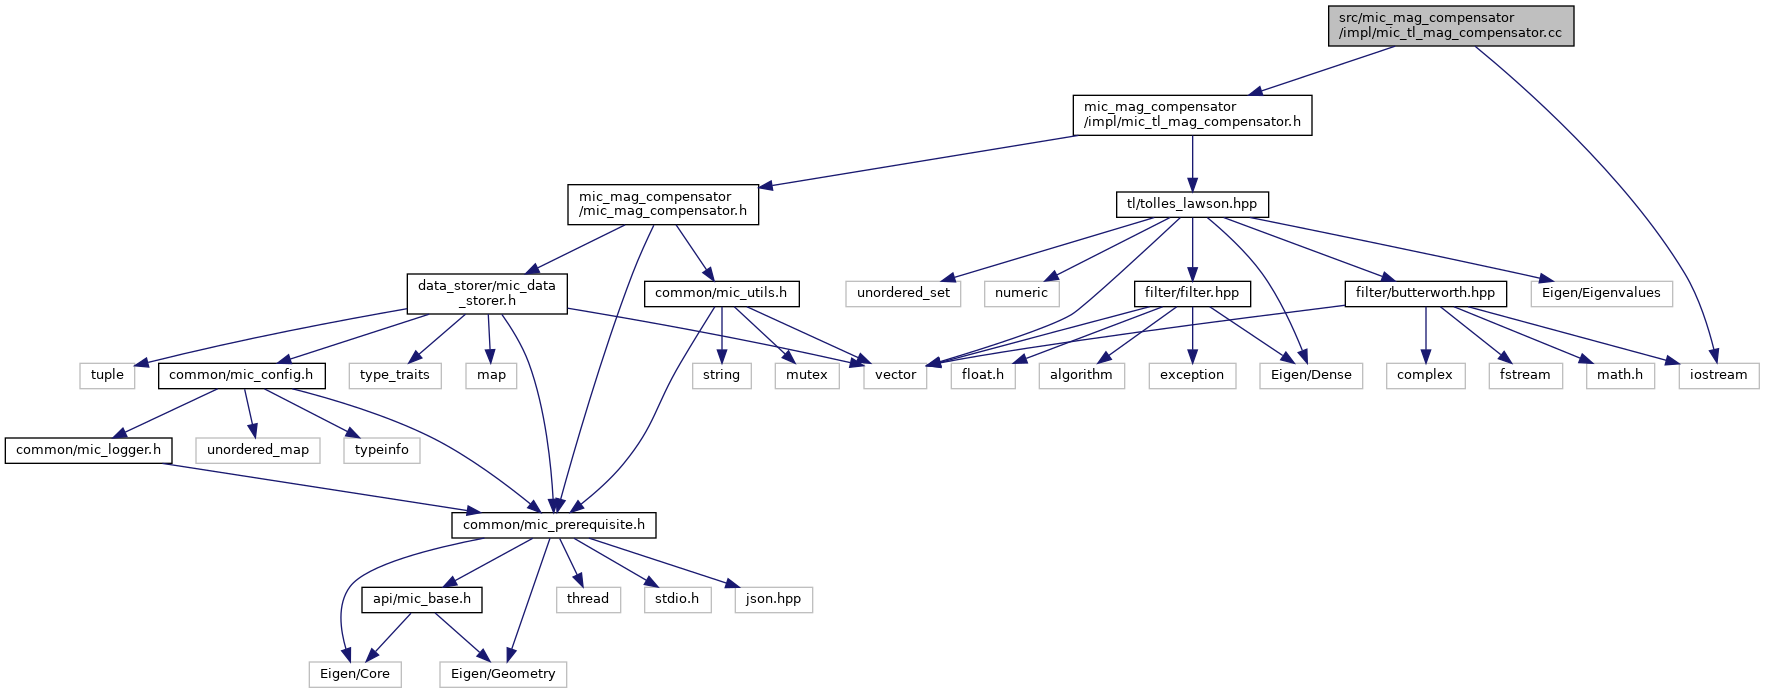 src/mic_mag_compensator
/impl/mic_tl_mag_compensator.cc
mic_mag_compensator
/impl/mic_tl_mag_compensator.h
mic_mag_compensator
/mic_mag_compensator.h
tl/tolles_lawson.hpp
data_storer/mic_data
_storer.h
common/mic_utils.h
unordered_set
numeric
filter/filter.hpp
filter/butterworth.hpp
Eigen/Eigenvalues
tuple
common/mic_config.h
type_traits
map
string
mutex
vector
float.h
algorithm
exception
Eigen/Dense
complex
fstream
math.h
iostream
common/mic_logger.h
unordered_map
typeinfo
common/mic_prerequisite.h
api/mic_base.h
thread
stdio.h
json.hpp
Eigen/Core
Eigen/Geometry